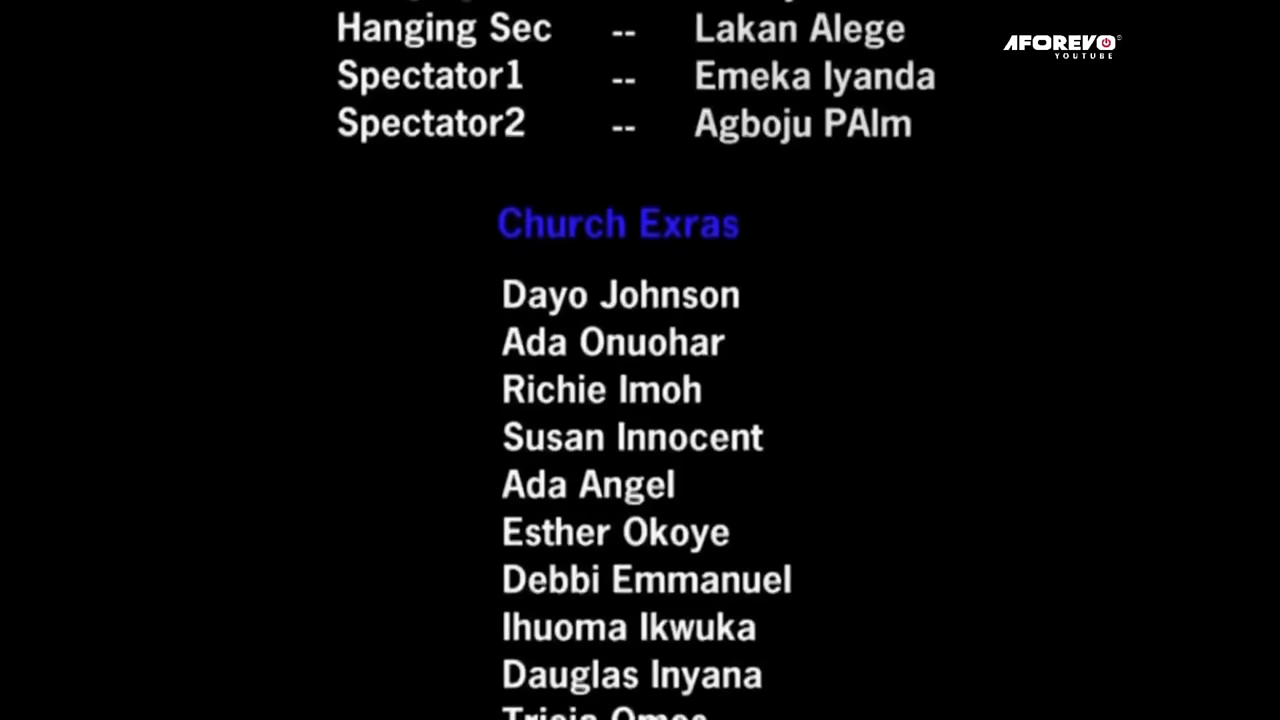 Hanging Sec -- Lakan Alege
AFOREVO
YOUTUBE
Spectator1 -- Emeka Iyanda
Spectator2 -- Agboju PAlm
Church Exras
Dayo Johnson
Ada Onuohar
Richie Imoh
Susan Innocent
Ada Angel
Esther Okoye
Debbi Emmanuel
Ihuoma Ikwuka
Dauglas Inyana